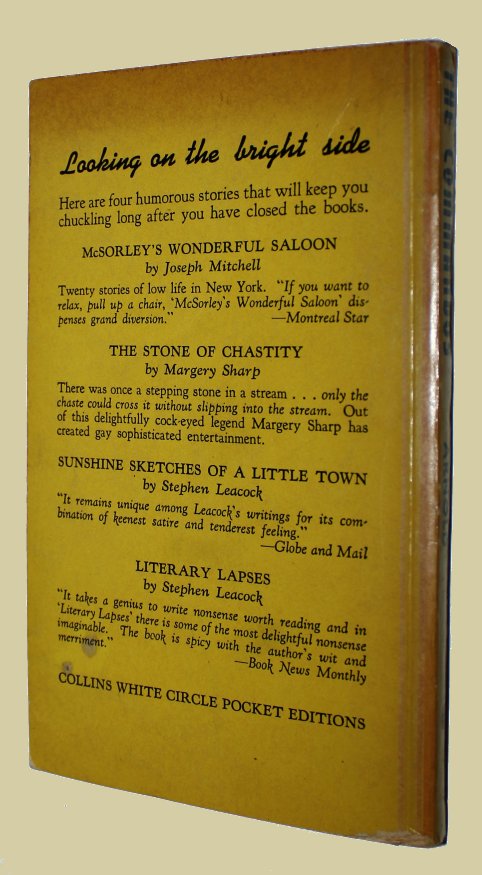 Looking on the bright side
Here are four humorous stories that will keep you
chuckling long after you have closed the books.
McSORLEY'S WONDERFUL SALOON
by Joseph Mitchell
Twenty stories of low life in New York. "If you want to
relax, pull up a chair, 'McSorley's Wonderful Saloon' dis-
penses grand diversion." —Montreal Star
THE STONE OF CHASTITY
by Margery Sharp
There was once a stepping stone in a stream . . . only the
chaste could cross it without slipping into the stream. Out
of this delightfully cock-eyed legend Margery Sharp has
created gay sophisticated entertainment.
SUNSHINE SKETCHES OF A LITTLE TOWN
by Stephen Leacock
"It remains unique among Leacock's writings for its com-
bination of keenest satire and tenderest feeling."
—Globe and Mail
LITERARY LAPSES
by Stephen Leacock
"It takes a genius to write nonsense worth reading and in
'Literary Lapses' there is some of the most delightful nonsense
imaginable. The book is spicy with the author's wit and
merriment." —Book News Monthly
COLLINS WHITE CIRCLE POCKET EDITIONS
THE COMMANDOS